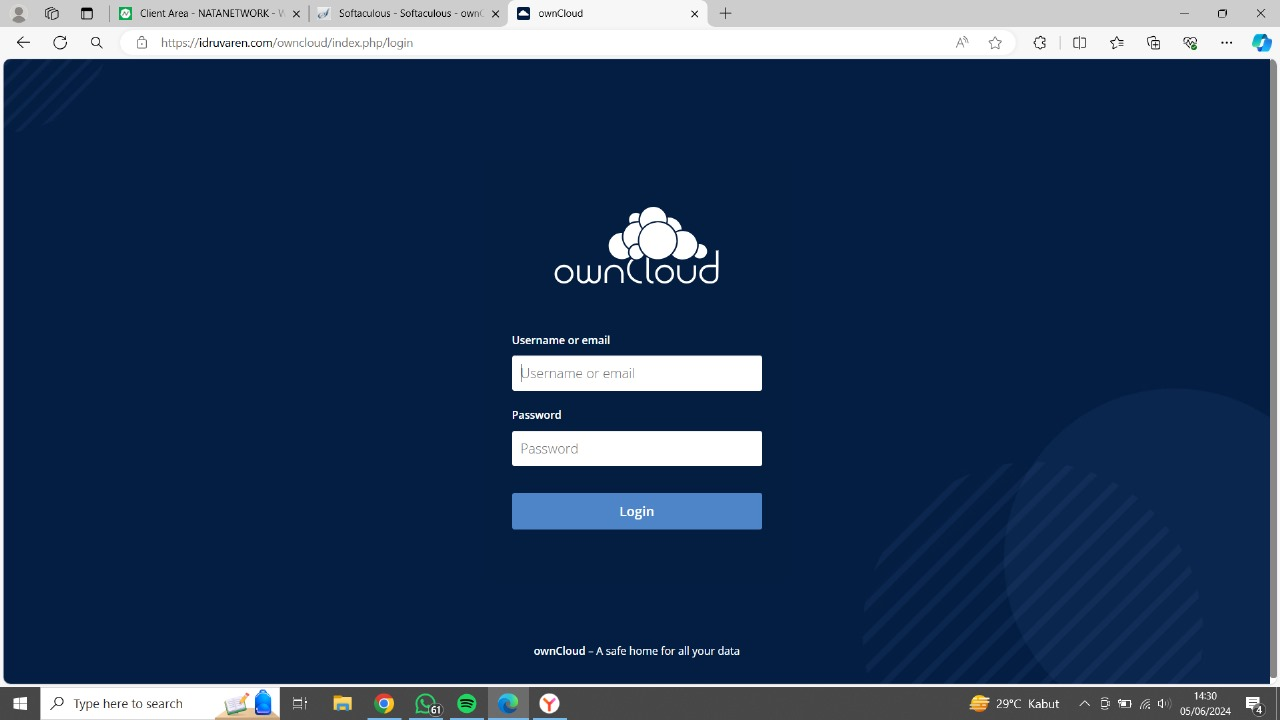 Client Area - NATANETWORK - W
Softaculous - Softaculous - ownC
ownCloud
https://idruvaren.com/owncloud/index.php/login
ownCloud
Username or email
Username or email
Password
Password
Login
ownCloud – A safe home for all your data
Type here to search
61
29°C Kabut
14:30
05/06/2024
4